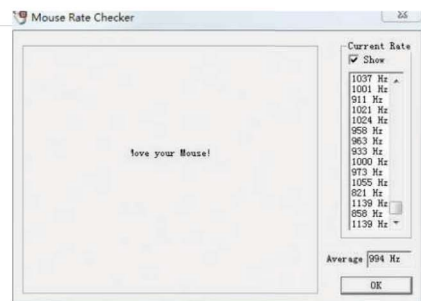 Mouse Rate Checker
Current Rate
Show
1037 Hz
1001 Hz
911 Hz
1021 Hz
1024 Hz
958 Hz
963 Hz
933 Hz
1000 Hz
973 Hz
1055 Hz
821 Hz
1139 Hz
858 Hz
1139 Hz
love your Mouse!
Average 994 Hz
OK